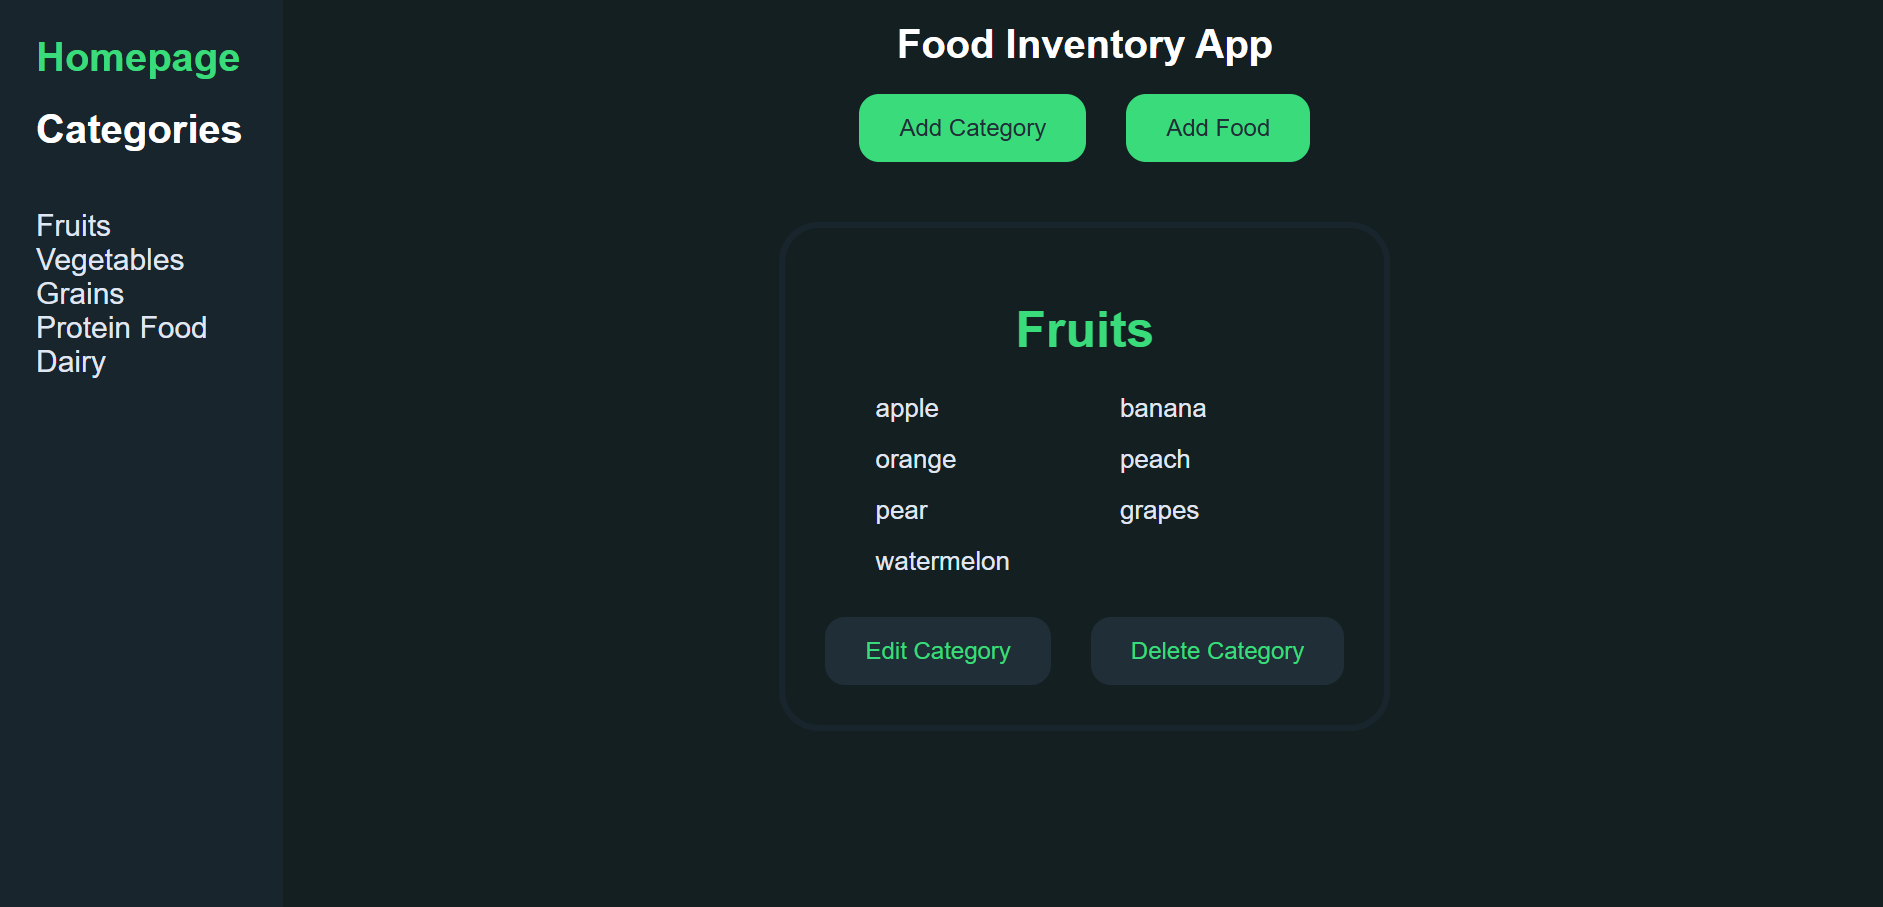 Homepage
Categories
Fruits
Vegetables
Grains
Protein Food
Dairy
Food Inventory App
Add Category Add Food
Fruits
apple banana
orange peach
pear grapes
watermelon
Edit Category Delete Category